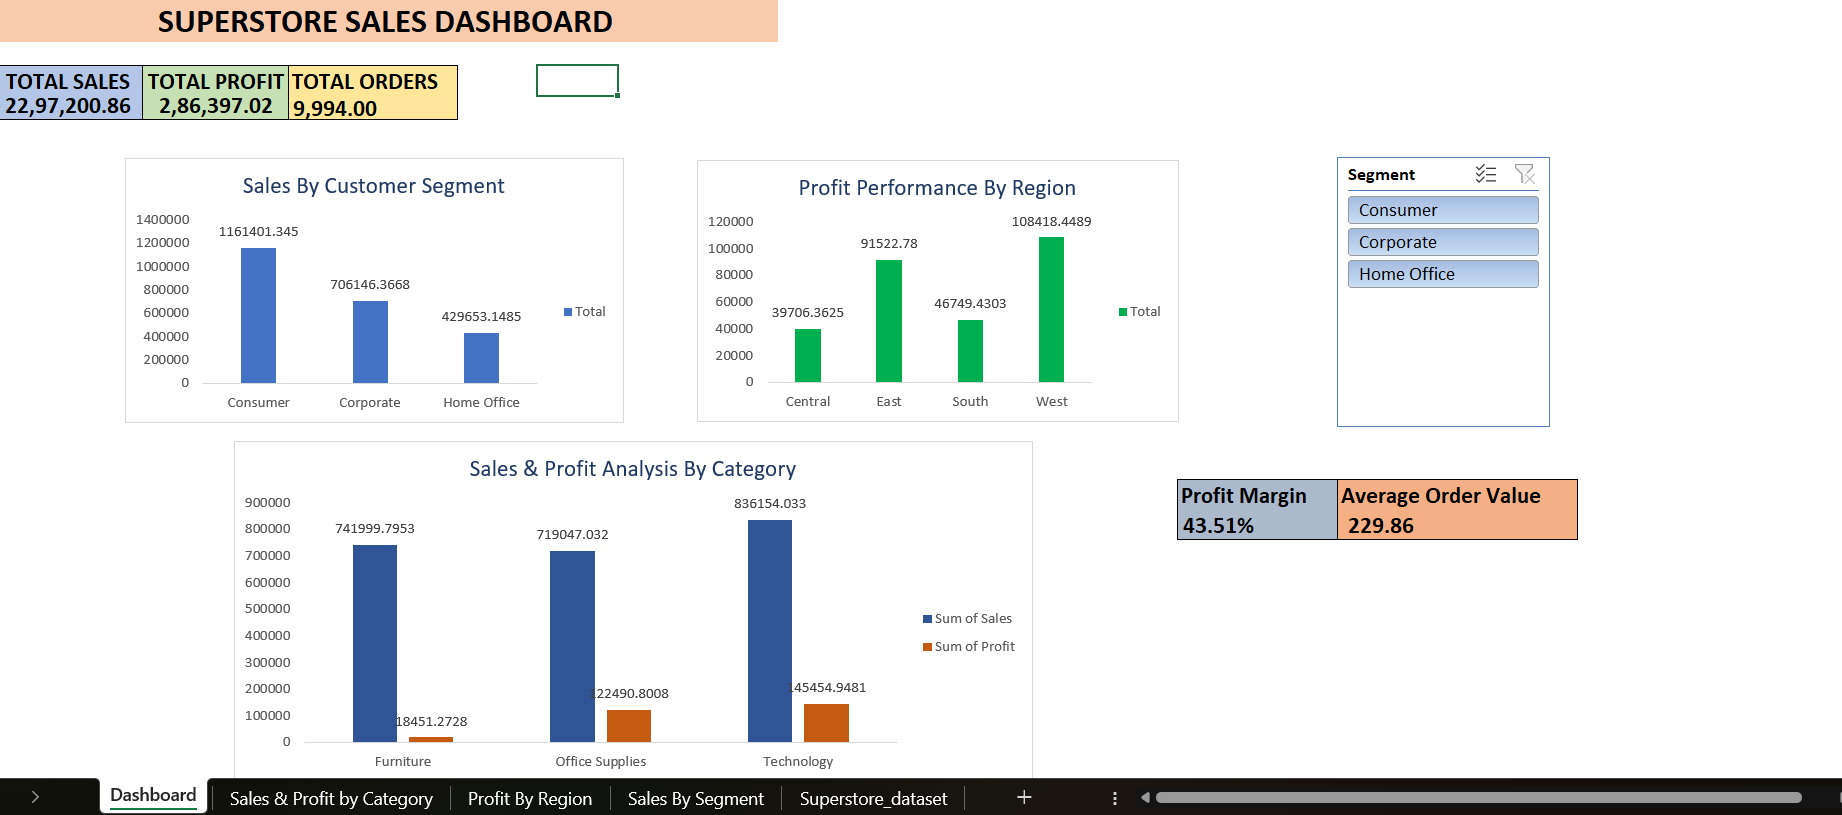 SUPERSTORE SALES DASHBOARD
TOTAL SALES
22,97,200.86
TOTAL PROFIT
2,86,397.02
TOTAL ORDERS
9,994.00
Sales By Customer Segment
1400000
1200000
1000000
800000
600000
400000
200000
0
1161401.345
706146.3668
429653.1485
Consumer
Corporate
Home Office
Total
Profit Performance By Region
120000
100000
80000
60000
40000
20000
0
39706.3625
91522.78
46749.4303
108418.4489
Central
East
South
West
Total
Segment
Consumer
Corporate
Home Office
Sales & Profit Analysis By Category
900000
800000
700000
600000
500000
400000
300000
200000
100000
0
741999.7953
18451.2728
719047.032
122490.8008
836154.033
145454.9481
Furniture
Office Supplies
Technology
Sum of Sales
Sum of Profit
Profit Margin
43.51%
Average Order Value
229.86
Dashboard
Sales & Profit by Category
Profit By Region
Sales By Segment
Superstore_dataset